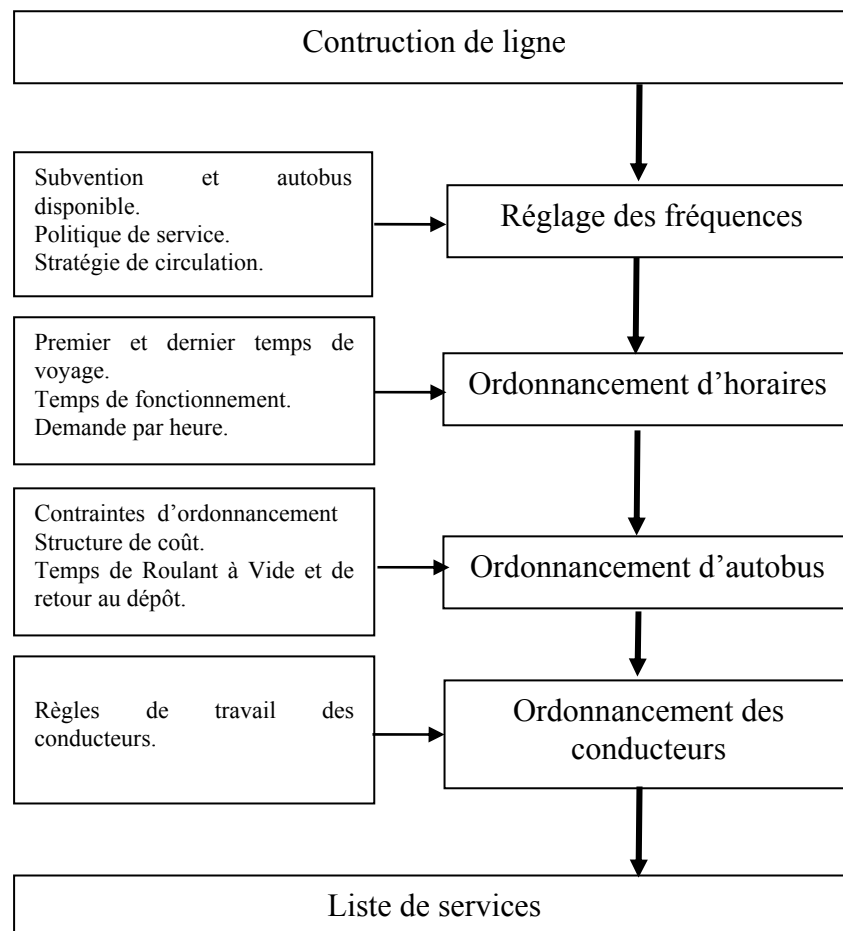 Contruction de ligne
Subvention et autobus
disponible.
Politique de service.
Stratégie de circulation.
Réglage des fréquences
Premier et dernier temps de
voyage.
Temps de fonctionnement.
Demande par heure.
Ordonnancement d’horaires
Contraintes d’ordonnancement
Structure de coût.
Temps de Roulant à Vide et de
retour au dépôt.
Ordonnancement d’autobus
Règles de travail des
conducteurs.
Ordonnancement des
conducteurs
Liste de services